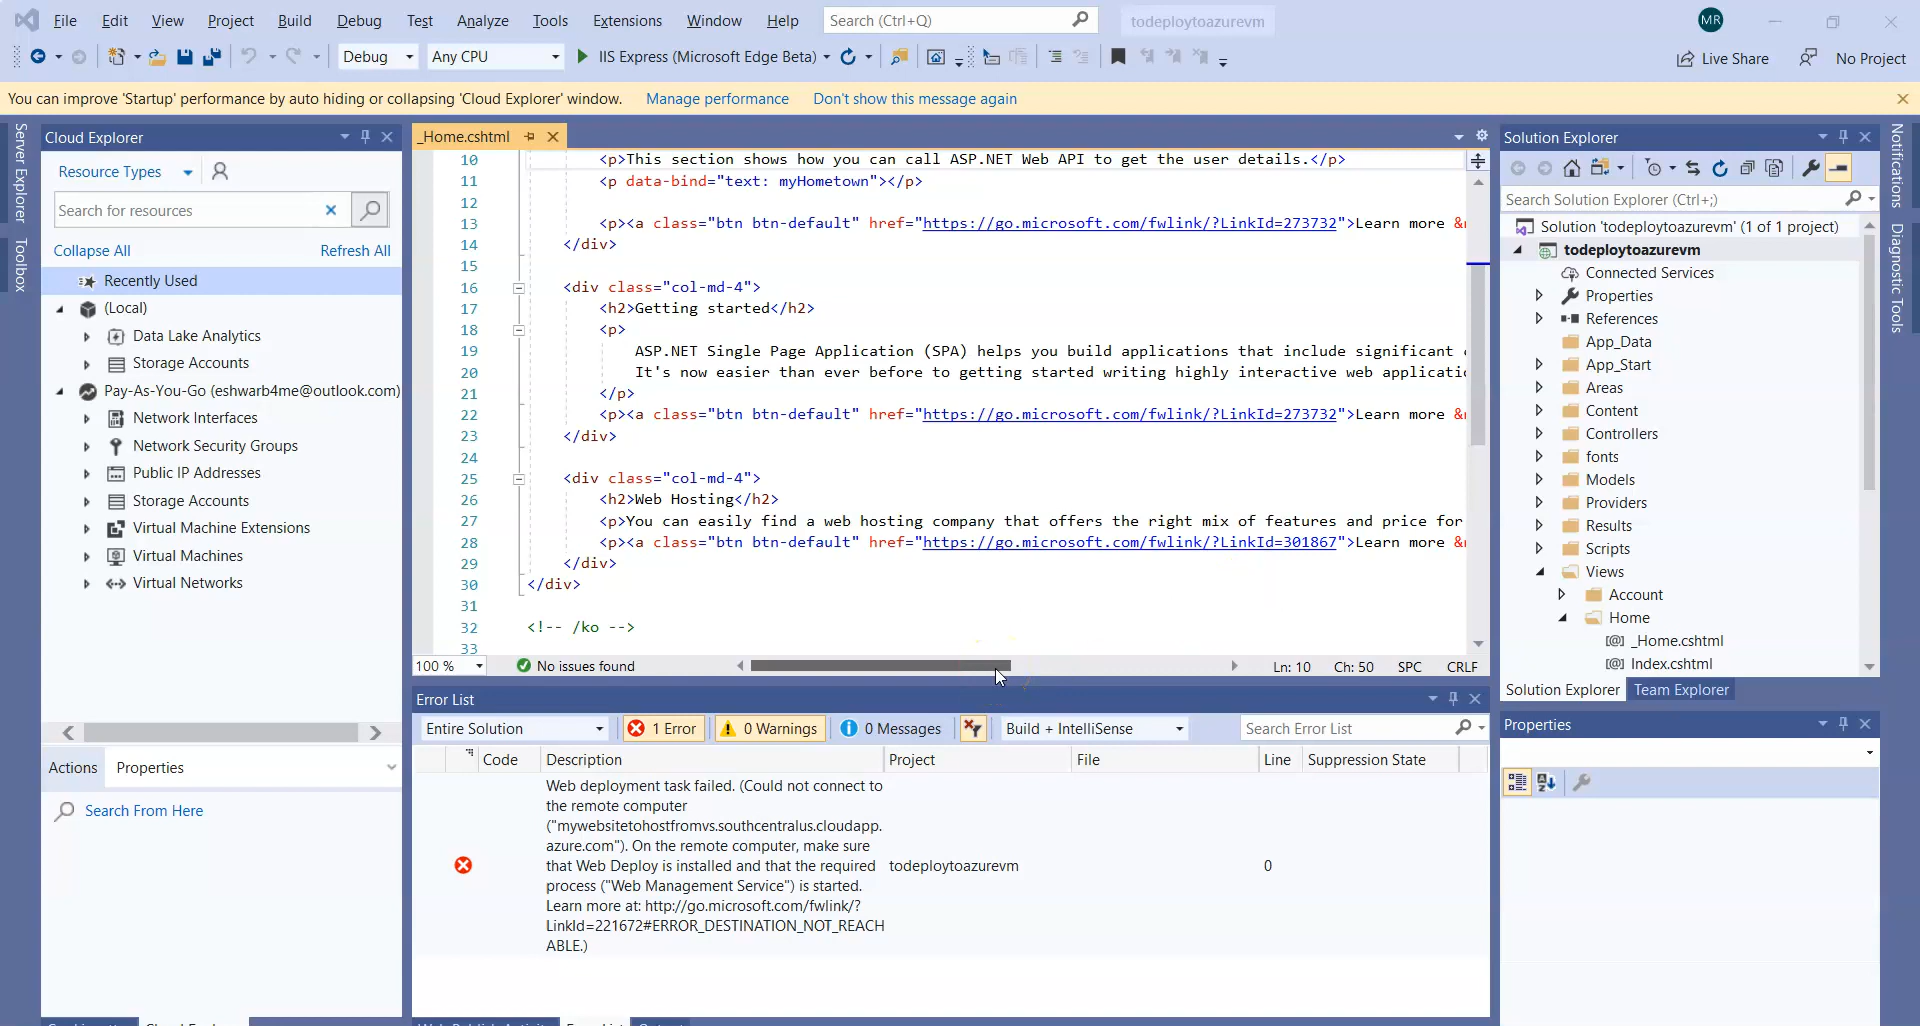 File Edit View Project Build Debug Test Analyze Tools Extensions Window Help Search (Ctrl+Q) todeploytoazurevm MR
Debug Any CPU IIS Express (Microsoft Edge Beta) Live Share No Project
You can improve 'Startup' performance by auto hiding or collapsing 'Cloud Explorer' window. Manage performance Don't show this message again
Server Explorer
Toolbox
Cloud Explorer
Resource Types
Search for resources
Collapse All Refresh All
Recently Used
(Local)
Data Lake Analytics
Storage Accounts
Pay-As-You-Go (eshwarb4me@outlook.com)
Network Interfaces
Network Security Groups
Public IP Addresses
Storage Accounts
Virtual Machine Extensions
Virtual Machines
Virtual Networks
Actions Properties
Search From Here
_Home.cshtml
10 <p>This section shows how you can call ASP.NET Web API to get the user details.</p>
11 <p data-bind="text: myHometown"></p>
12
13 <p><a class="btn btn-default" href="https://go.microsoft.com/fwlink/?LinkId=273732">Learn more &
14 </div>
15
16 <div class="col-md-4">
17 <h2>Getting started</h2>
18 <p>
19 ASP.NET Single Page Application (SPA) helps you build applications that include significant
20 It's now easier than ever before to getting started writing highly interactive web applicatio
21 </p>
22 <p><a class="btn btn-default" href="https://go.microsoft.com/fwlink/?LinkId=273732">Learn more &
23 </div>
24
25 <div class="col-md-4">
26 <h2>Web Hosting</h2>
27 <p>You can easily find a web hosting company that offers the right mix of features and price for
28 <p><a class="btn btn-default" href="https://go.microsoft.com/fwlink/?LinkId=301867">Learn more &
29 </div>
30 </div>
31
32 <!-- /ko -->
33
100 % No issues found Ln: 10 Ch: 50 SPC CRLF
Error List
Entire Solution 1 Error 0 Warnings 0 Messages Build + IntelliSense Search Error List
Code Description Project File Line Suppression State
Web deployment task failed. (Could not connect to
the remote computer
("mywebsitetohostfromvs.southcentralus.cloudapp.
azure.com"). On the remote computer, make sure
that Web Deploy is installed and that the required todeploytoazurevm 0
process ("Web Management Service") is started.
Learn more at: http://go.microsoft.com/fwlink/?
LinkId=221672#ERROR_DESTINATION_NOT_REACH
ABLE.)
Solution Explorer
Search Solution Explorer (Ctrl+;)
Solution 'todeploytoazurevm' (1 of 1 project)
todeploytoazurevm
Connected Services
Properties
References
App_Data
App_Start
Areas
Content
Controllers
fonts
Models
Providers
Results
Scripts
Views
Account
Home
_Home.cshtml
Index.cshtml
Solution Explorer Team Explorer
Properties
Notifications
Diagnostic Tools